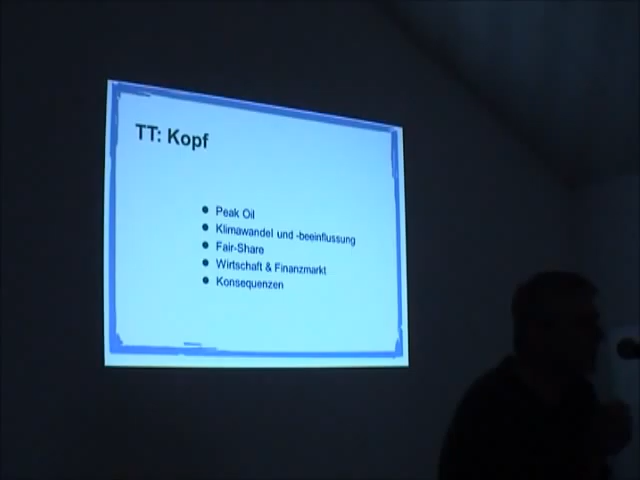 TT: Kopf
Peak Oil
Klimawandel und -beeinflussung
Fair-Share
Wirtschaft & Finanzmarkt
Konsequenzen